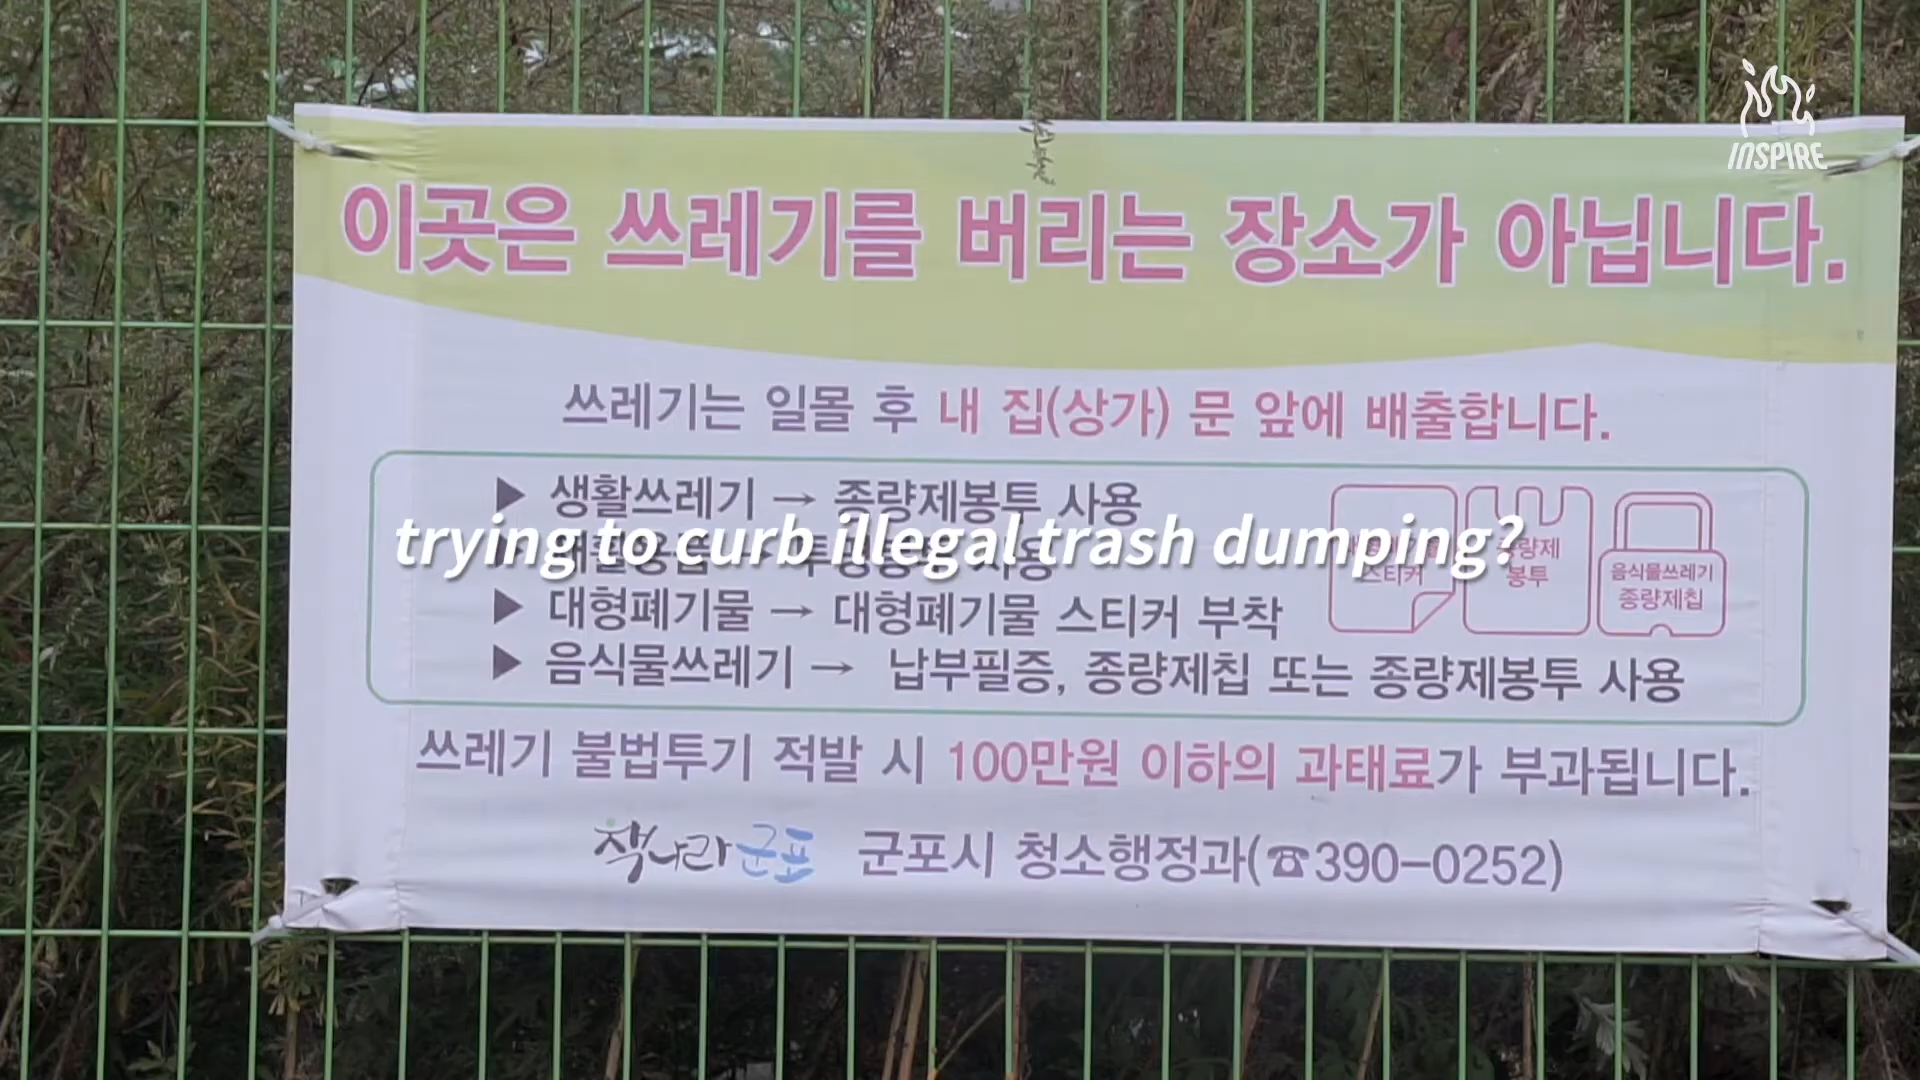 INSPIRE
이곳은 쓰레기를 버리는 장소가 아닙니다.
쓰레기는 일몰 후 내 집(상가) 문 앞에 배출합니다.
▶ 생활쓰레기 → 종량제봉투 사용
trying to curb illegal trash dumping?
사용
▶ 대형폐기물 → 대형폐기물 스티커 부착
▶ 음식물쓰레기 → 납부필증, 종량제칩 또는 종량제봉투 사용
스티커
종량제
봉투
음식물쓰레기
종량제칩
쓰레기 불법투기 적발 시 100만원 이하의 과태료가 부과됩니다.
책나라군포 군포시 청소행정과(☎390-0252)